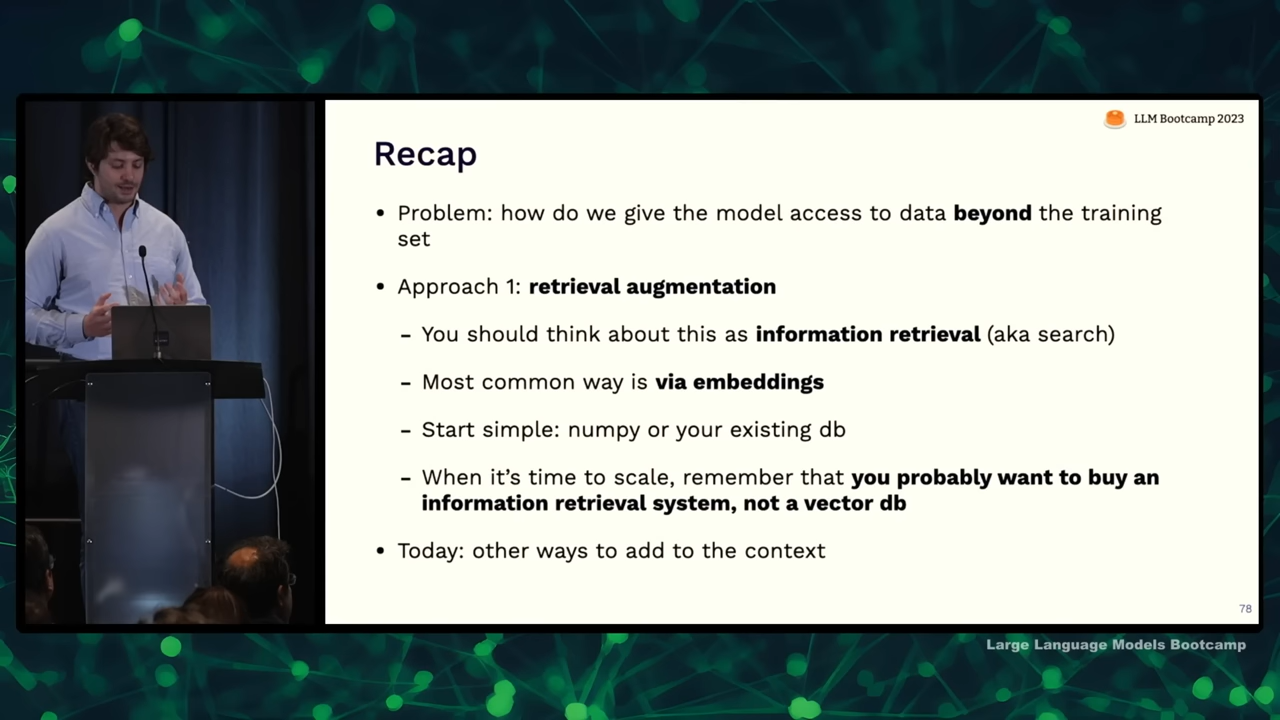 LLM Bootcamp 2023
Recap
• Problem: how do we give the model access to data beyond the training
set
• Approach 1: retrieval augmentation
– You should think about this as information retrieval (aka search)
– Most common way is via embeddings
– Start simple: numpy or your existing db
– When it’s time to scale, remember that you probably want to buy an
information retrieval system, not a vector db
• Today: other ways to add to the context
78
Large Language Models Bootcamp